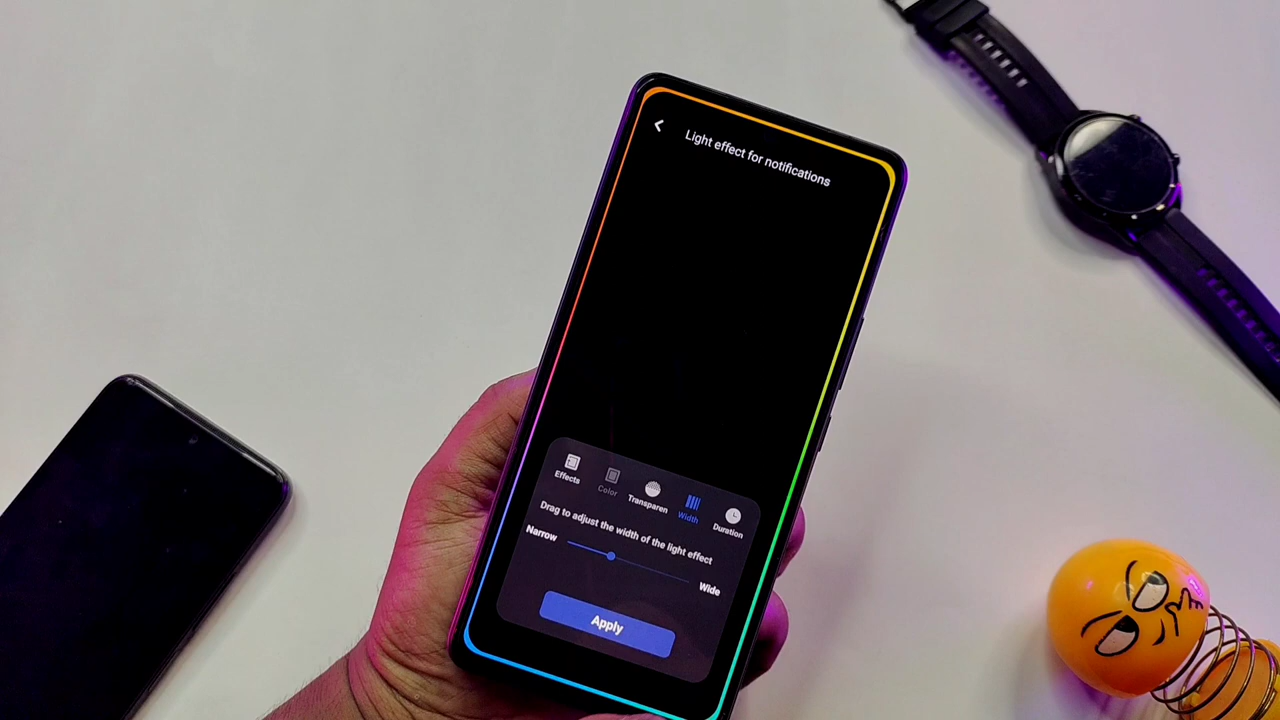 Light effect for notifications
Effects
Color
Transparen
Width
Duration
Drag to adjust the width of the light effect
Narrow
Wide
Apply